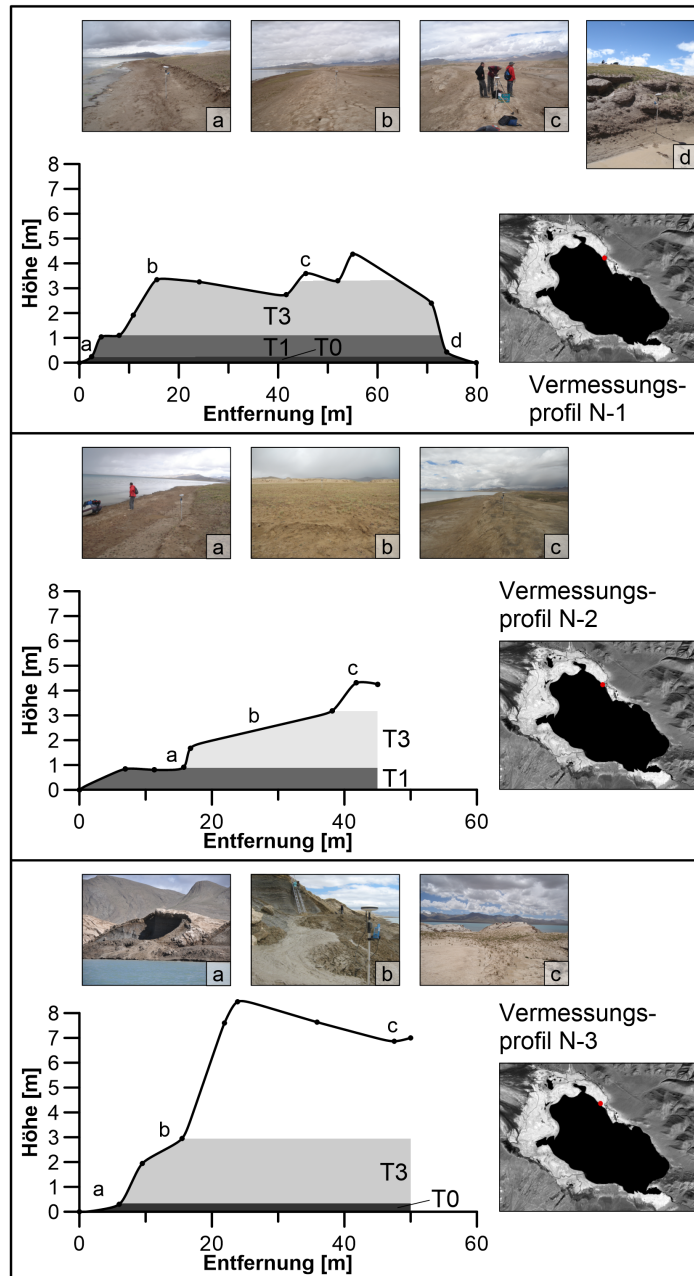 a
b
c
d
8
7
6
5
4
3
2
1
0
Höhe [m]
a
b
c
d
T3
T1
T0
0
20
40
60
80
Entfernung [m]
Vermessungs-
profil N-1
a
b
c
8
7
6
5
4
3
2
1
0
Höhe [m]
a
b
c
T3
T1
0
20
40
60
Entfernung [m]
Vermessungs-
profil N-2
a
b
c
8
7
6
5
4
3
2
1
0
Höhe [m]
a
b
c
T3
T0
0
20
40
60
Entfernung [m]
Vermessungs-
profil N-3